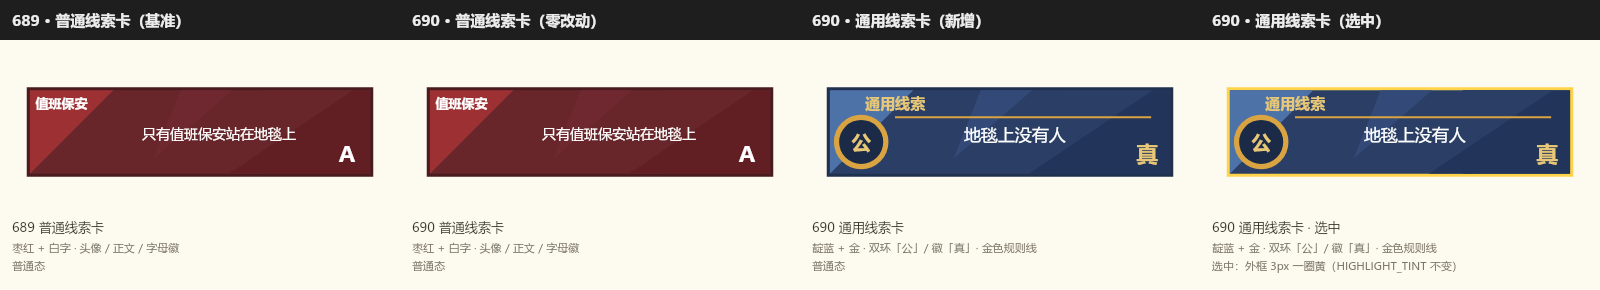 689 · 普通线索卡（基准）
值班保安
只有值班保安站在地毯上
A
689 普通线索卡
枣红 + 白字 · 头像 / 正文 / 字母徽
普通态
690 · 普通线索卡（零改动）
值班保安
只有值班保安站在地毯上
A
690 普通线索卡
枣红 + 白字 · 头像 / 正文 / 字母徽
普通态
690 · 通用线索卡（新增）
通用线索
公
地毯上没有人
真
690 通用线索卡
靛蓝 + 金 · 双环「公」/ 徽「真」· 金色规则线
普通态
690 · 通用线索卡（选中）
通用线索
公
地毯上没有人
真
690 通用线索卡 · 选中
靛蓝 + 金 · 双环「公」/ 徽「真」· 金色规则线
选中：外框 3px 一圈黄（HIGHLIGHT_TINT 不变）